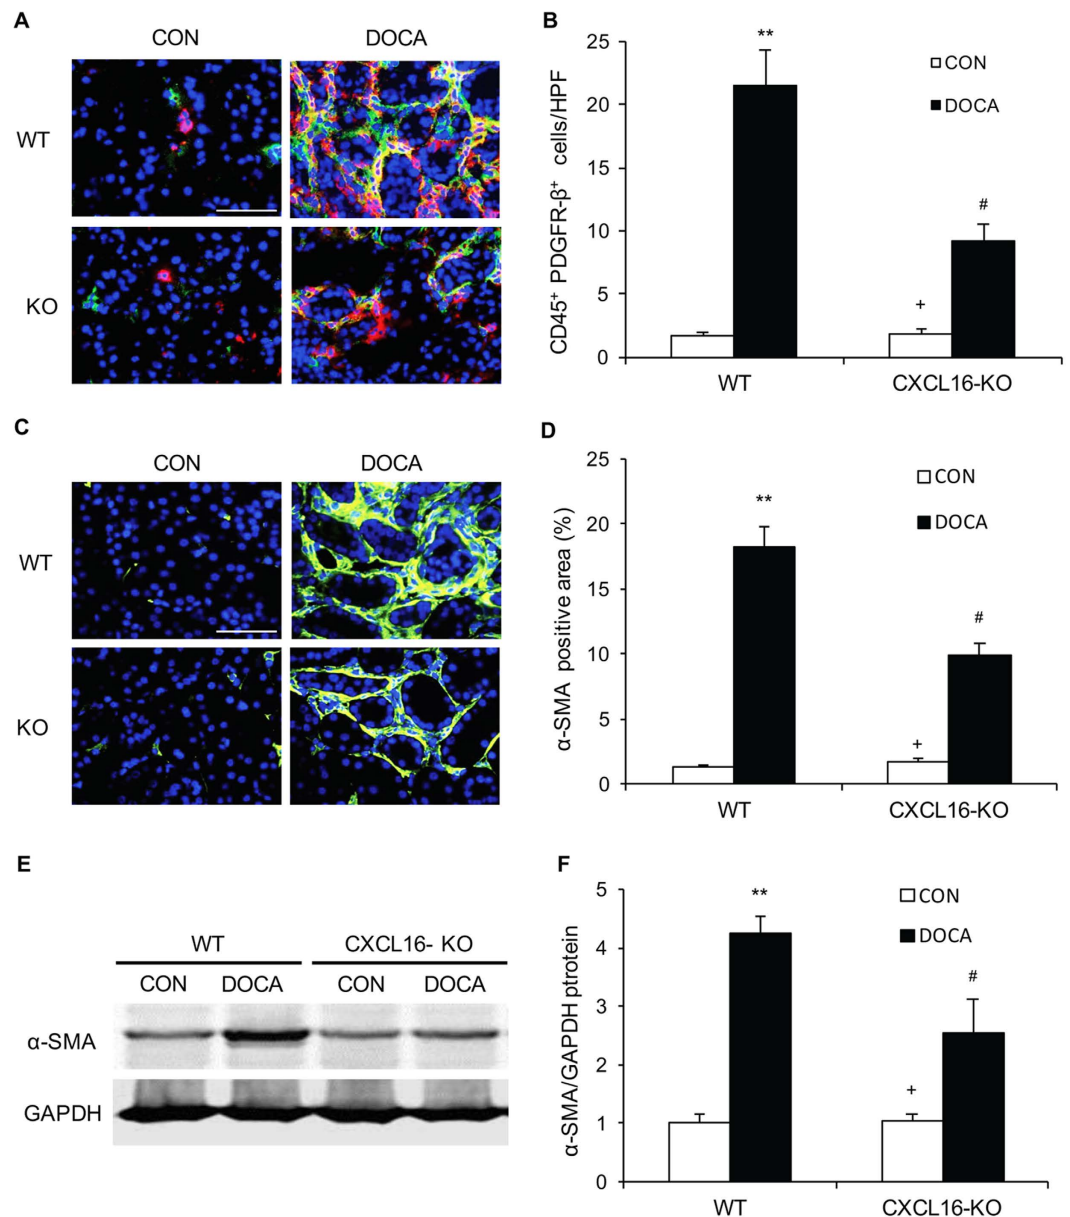 A
CON DOCA
WT
KO
B
CD45+ PDGFR-β+ cells/HPF
25
20
15
10
5
0
**
#
+
CON
DOCA
WT CXCL16-KO
C
CON DOCA
WT
KO
D
α-SMA positive area (%)
25
20
15
10
5
0
**
#
+
CON
DOCA
WT CXCL16-KO
E
WT CXCL16- KO
CON DOCA CON DOCA
α-SMA
GAPDH
F
α-SMA/GAPDH ptrotein
5
4
3
2
1
0
**
#
+
CON
DOCA
WT CXCL16-KO